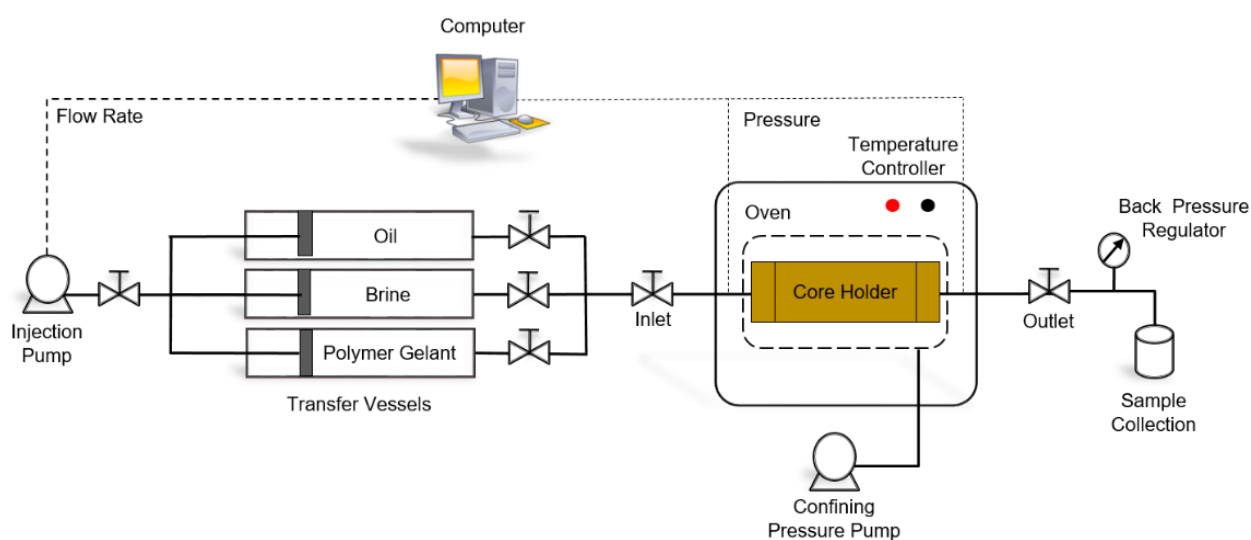 Computer
Flow Rate
Pressure
Temperature
Controller
Oven
Back Pressure
Regulator
Oil
Brine
Polymer Gelant
Core Holder
Injection
Pump
Inlet
Outlet
Transfer Vessels
Sample
Collection
Confining
Pressure Pump